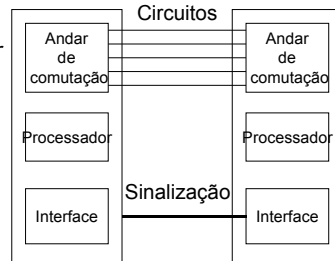 Circuitos
Andar
de
comutação
Andar
de
comutação
Processador
Processador
Sinalização
Interface
Interface